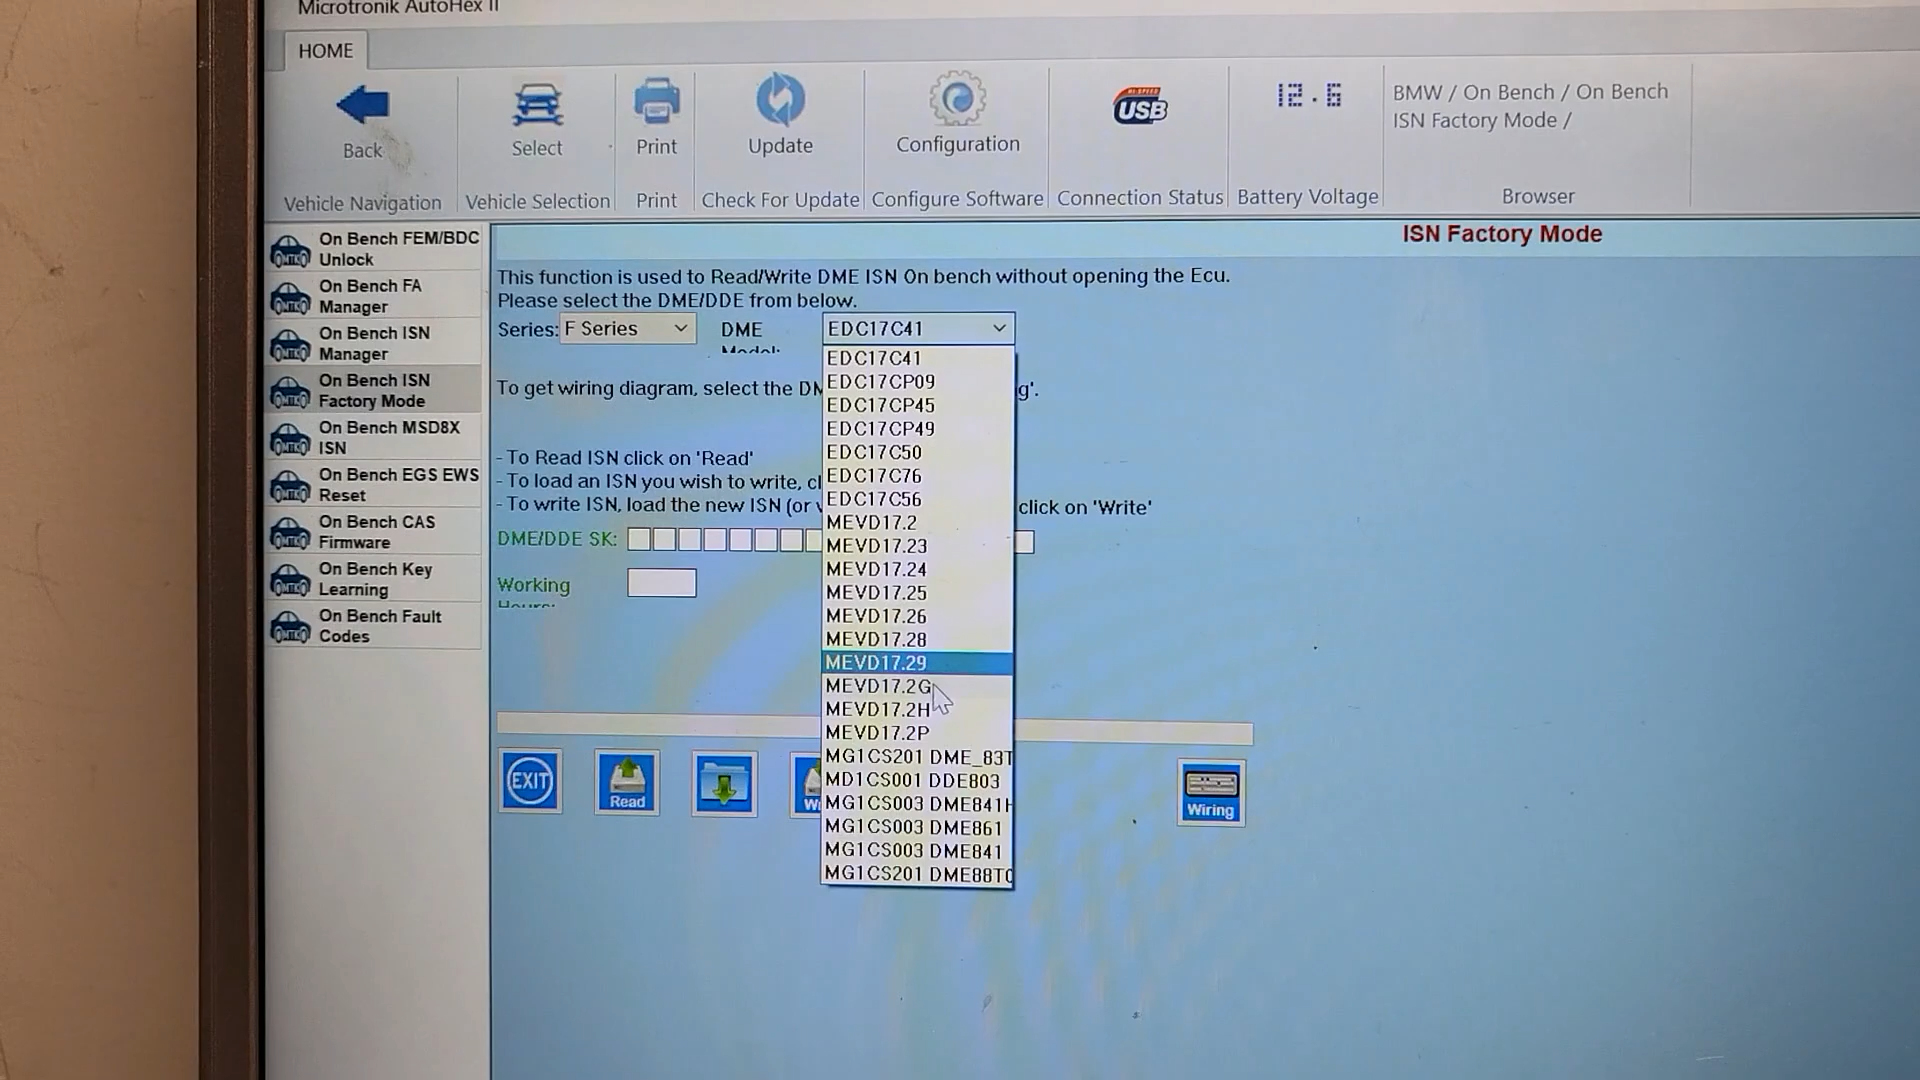 Microtronik AutoHex II
HOME
Back
Select
Print
Update
Configuration
HI-SPEED
USB
12.6
BMW / On Bench / On Bench
ISN Factory Mode /
Vehicle Navigation
Vehicle Selection
Print
Check For Update
Configure Software
Connection Status
Battery Voltage
Browser
On Bench FEM/BDC
Unlock
On Bench FA
Manager
On Bench ISN
Manager
On Bench ISN
Factory Mode
On Bench MSD8X
ISN
On Bench EGS EWS
Reset
On Bench CAS
Firmware
On Bench Key
Learning
On Bench Fault
Codes
ISN Factory Mode
This function is used to Read/Write DME ISN On bench without opening the Ecu.
Please select the DME/DDE from below.
Series: F Series DME EDC17C41
Model:
To get wiring diagram, select the DM g'.
- To Read ISN click on 'Read'
- To load an ISN you wish to write, cl
- To write ISN, load the new ISN (or click on 'Write'
DME/DDE SK:
Working
Hours:
EDC17C41
EDC17CP09
EDC17CP45
EDC17CP49
EDC17C50
EDC17C76
EDC17C56
MEVD17.2
MEVD17.23
MEVD17.24
MEVD17.25
MEVD17.26
MEVD17.28
MEVD17.29
MEVD17.2G
MEVD17.2H
MEVD17.2P
MG1CS201 DME_83T
MD1CS001 DDE803
MG1CS003 DME841H
MG1CS003 DME861
MG1CS003 DME841
MG1CS201 DME88T0
EXIT
Read
Wr
Wiring